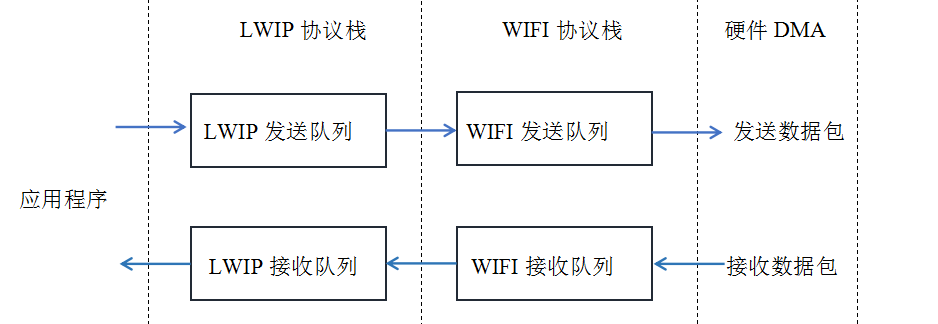 LWIP 协议栈
WIFI 协议栈
硬件 DMA
LWIP 发送队列
WIFI 发送队列
发送数据包
应用程序
LWIP 接收队列
WIFI 接收队列
接收数据包